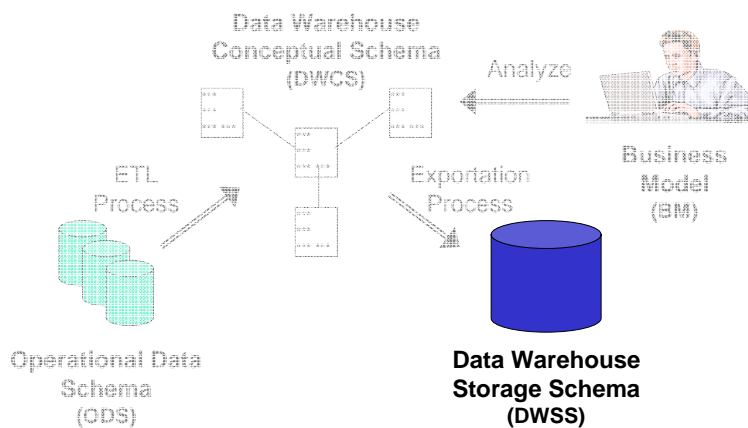 Data Warehouse
Conceptual Schema
(DWCS)
Analyze
Business
Model
(BM)
ETL
Process
Exportation
Process
Operational Data
Schema
(ODS)
Data Warehouse
Storage Schema
(DWSS)